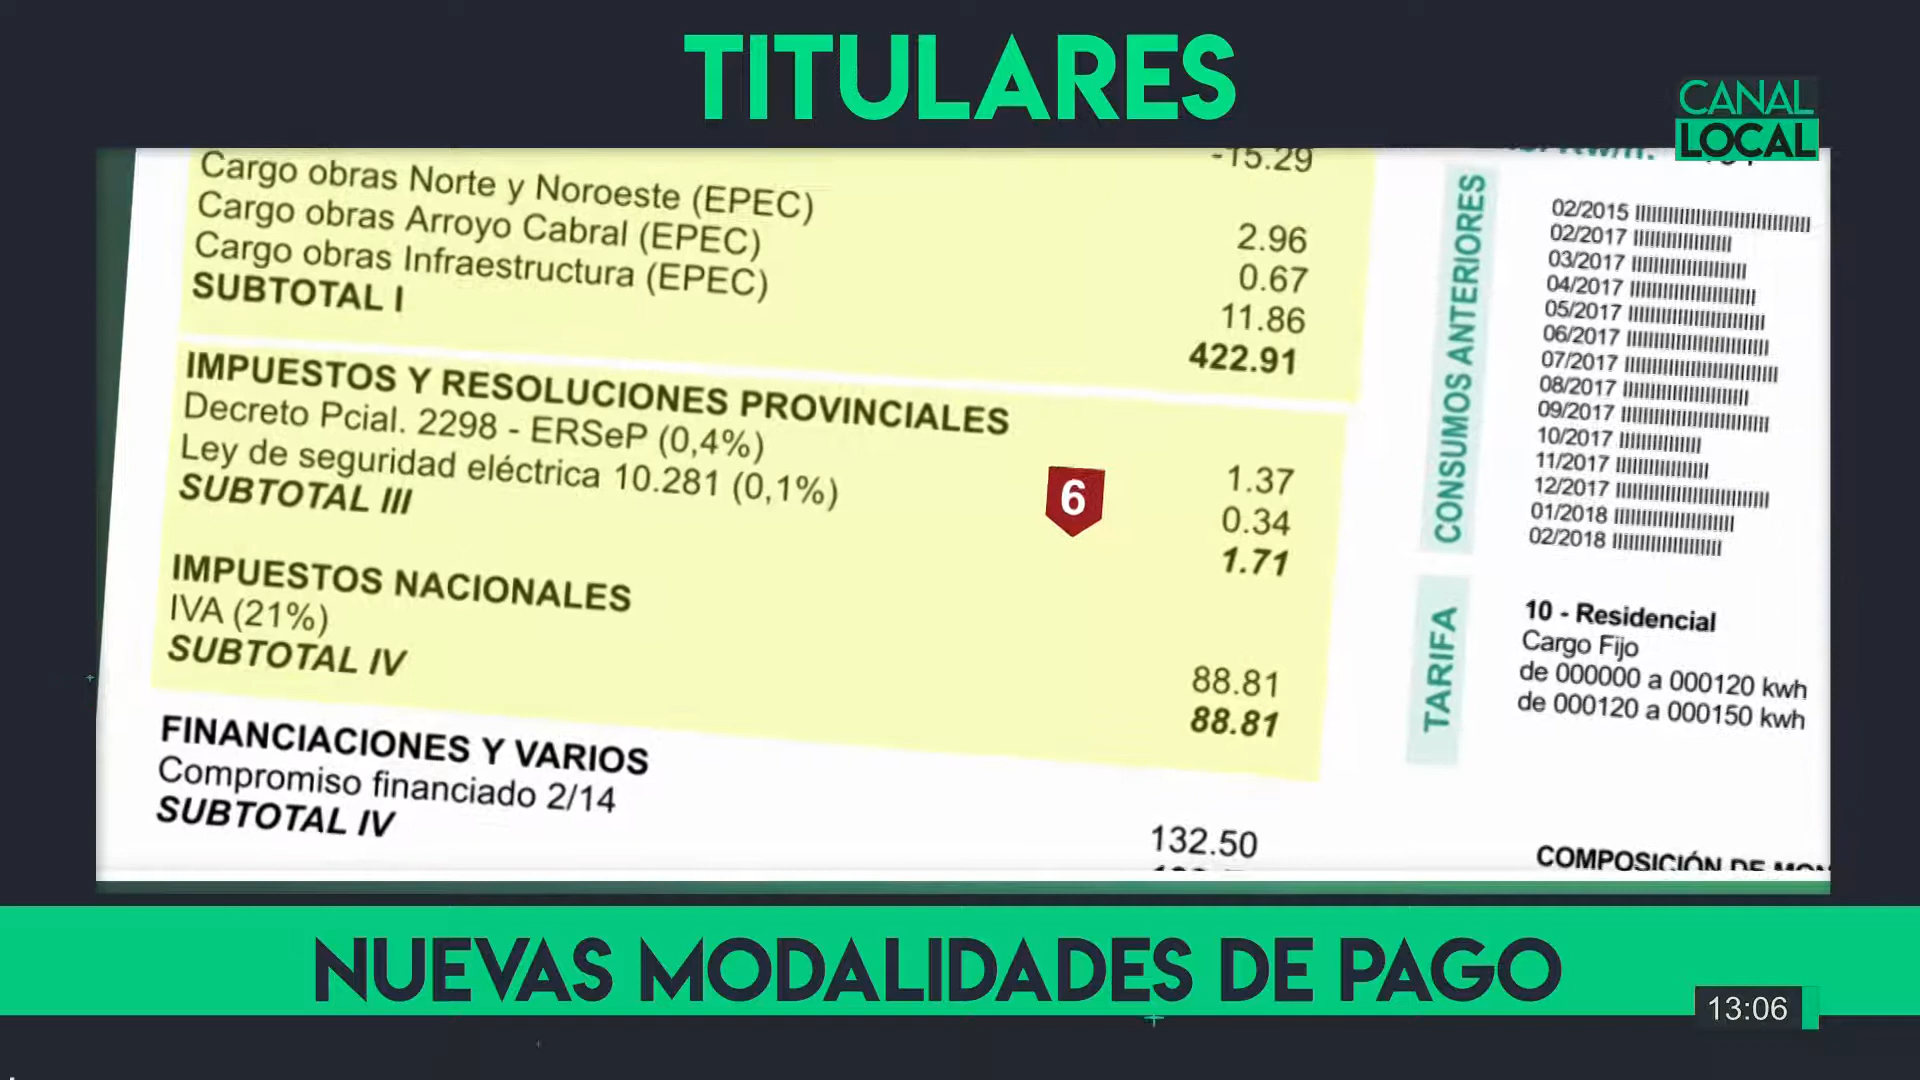 TITULARES
CANAL
LOCAL
-15.29
Cargo obras Norte y Noroeste (EPEC) 2.96
Cargo obras Arroyo Cabral (EPEC) 0.67
Cargo obras Infraestructura (EPEC) 11.86
SUBTOTAL I 422.91
IMPUESTOS Y RESOLUCIONES PROVINCIALES
Decreto Pcial. 2298 - ERSeP (0,4%) 1.37
Ley de seguridad eléctrica 10.281 (0,1%) 0.34
SUBTOTAL III 1.71
6
IMPUESTOS NACIONALES
IVA (21%) 88.81
SUBTOTAL IV 88.81
FINANCIACIONES Y VARIOS
Compromiso financiado 2/14 132.50
SUBTOTAL IV
CONSUMOS ANTERIORES
02/2015
02/2017
03/2017
04/2017
05/2017
06/2017
07/2017
08/2017
09/2017
10/2017
11/2017
12/2017
01/2018
02/2018
TARIFA
10 - Residencial
Cargo Fijo
de 000000 a 000120 kwh
de 000120 a 000150 kwh
COMPOSICIÓN DE
NUEVAS MODALIDADES DE PAGO
13:06